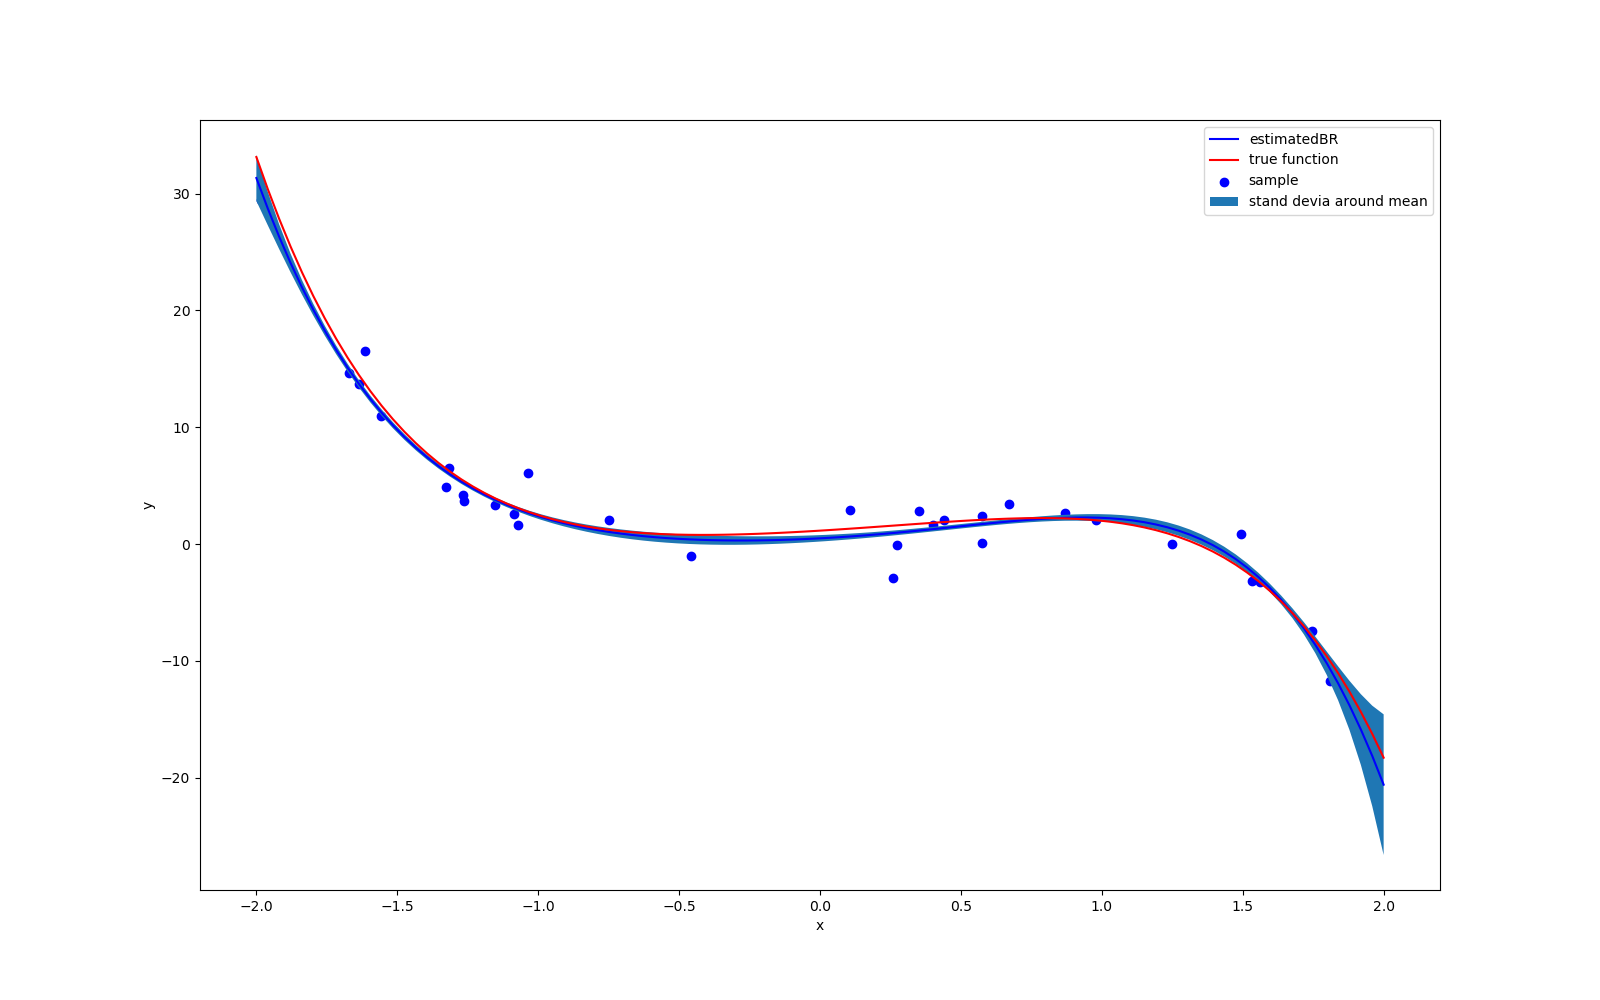 estimatedBR
true function
sample
stand devia around mean
30
20
10
0
−10
−20
y
−2.0 −1.5 −1.0 −0.5 0.0 0.5 1.0 1.5 2.0
x